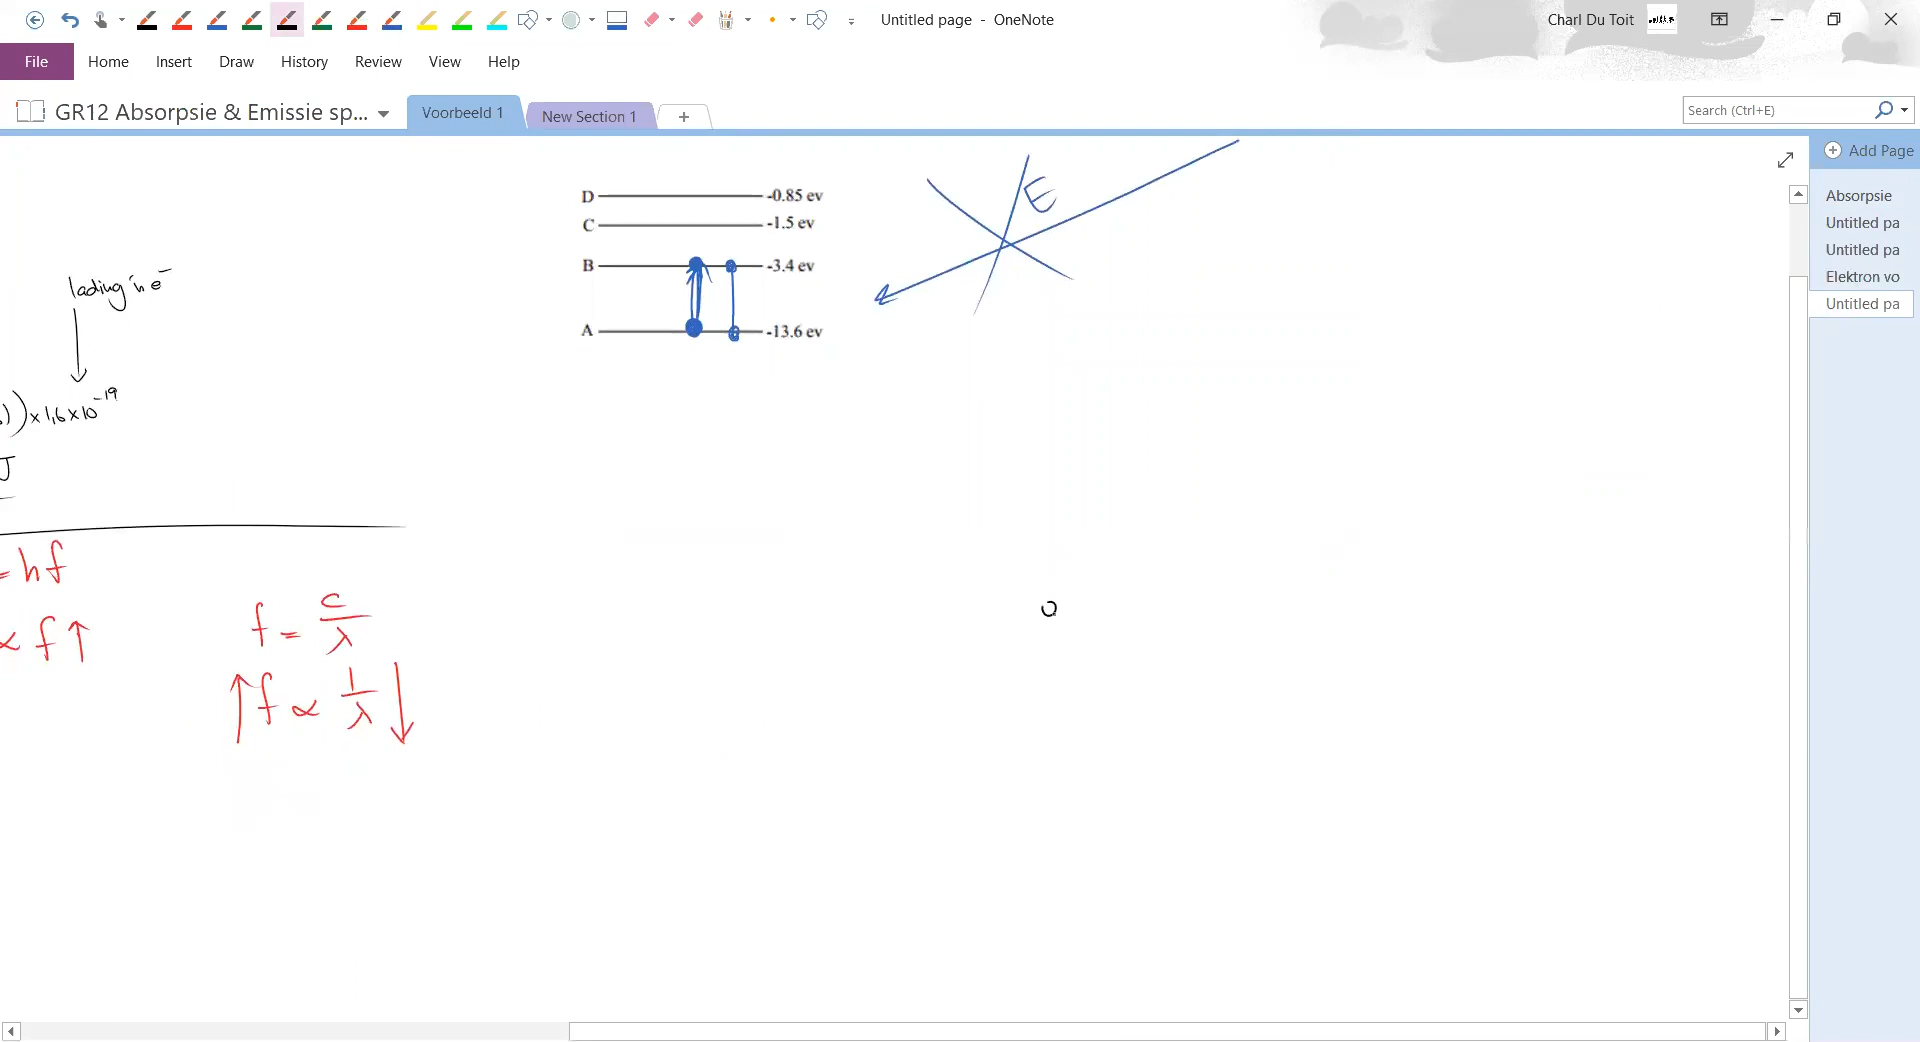 Untitled page - OneNote
Charl Du Toit
File Home Insert Draw History Review View Help
GR12 Absorpsie & Emissie sp...
Voorbeeld 1
New Section 1
+
Search (Ctrl+E)
Add Page
Absorpsie
Untitled pa
Untitled pa
Elektron vo
Untitled pa
D -0.85 ev
C -1.5 ev
B -3.4 ev
A -13.6 ev
E
lading in e⁻
))×1,6×10⁻¹⁹
J
= hf
∝ f↑
f = c/λ
↑f ∝ 1/λ↓